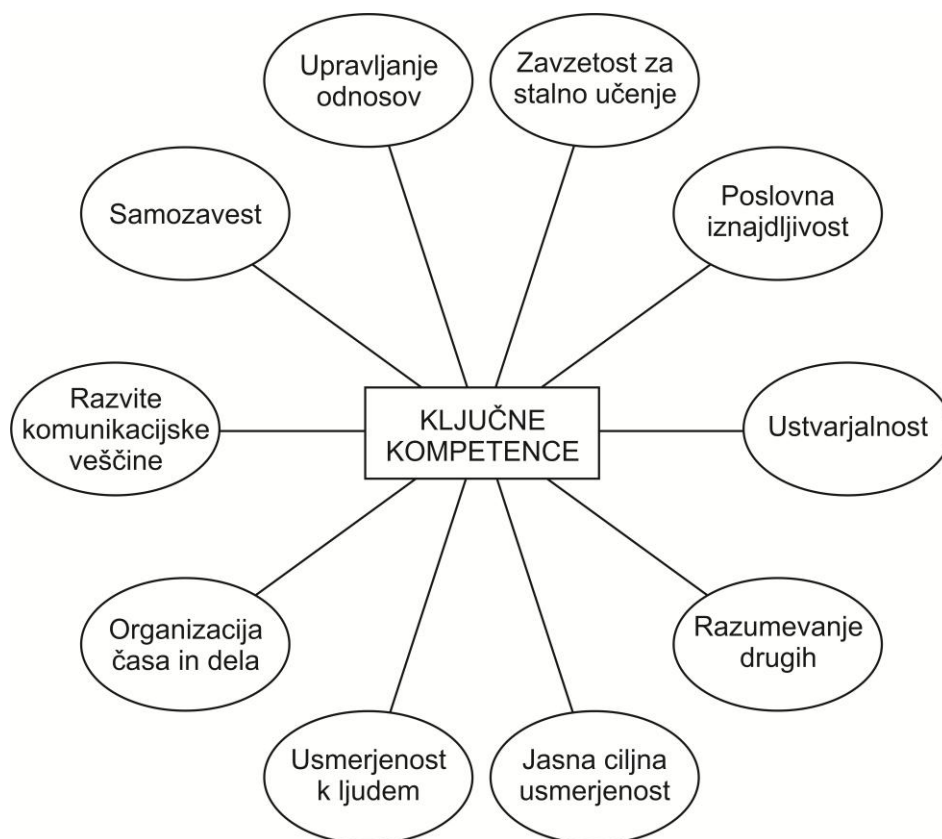 Upravljanje
odnosov
Zavzetost za
stalno učenje
Samozavest
Poslovna
iznajdljivost
Razvite
komunikacijske
veščine
KLJUČNE
KOMPETENCE
Ustvarjalnost
Organizacija
časa in dela
Razumevanje
drugih
Usmerjenost
k ljudem
Jasna ciljna
usmerjenost